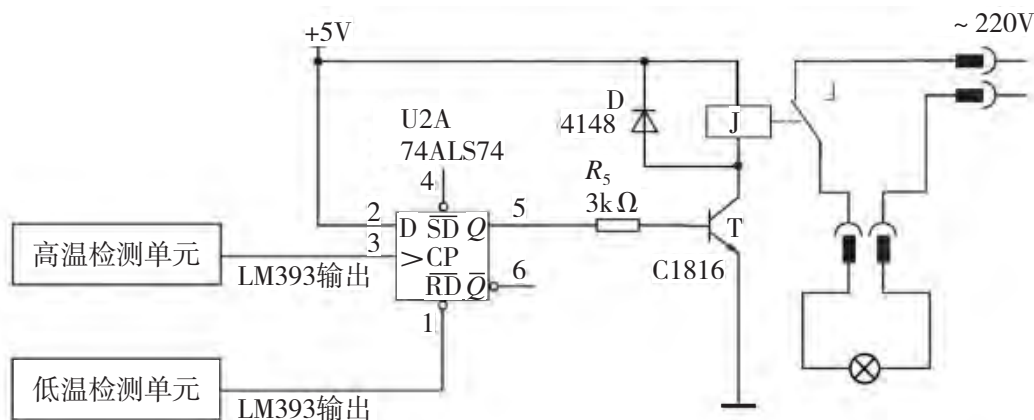 +5V
~220V
D
4148
J
U2A
74ALS74
4
R₅
3kΩ
2
D
S̅D̅
Q
5
T
3
>CP
C1816
R̅D̅
Q̅
6
1
高温检测单元
LM393输出
低温检测单元
LM393输出